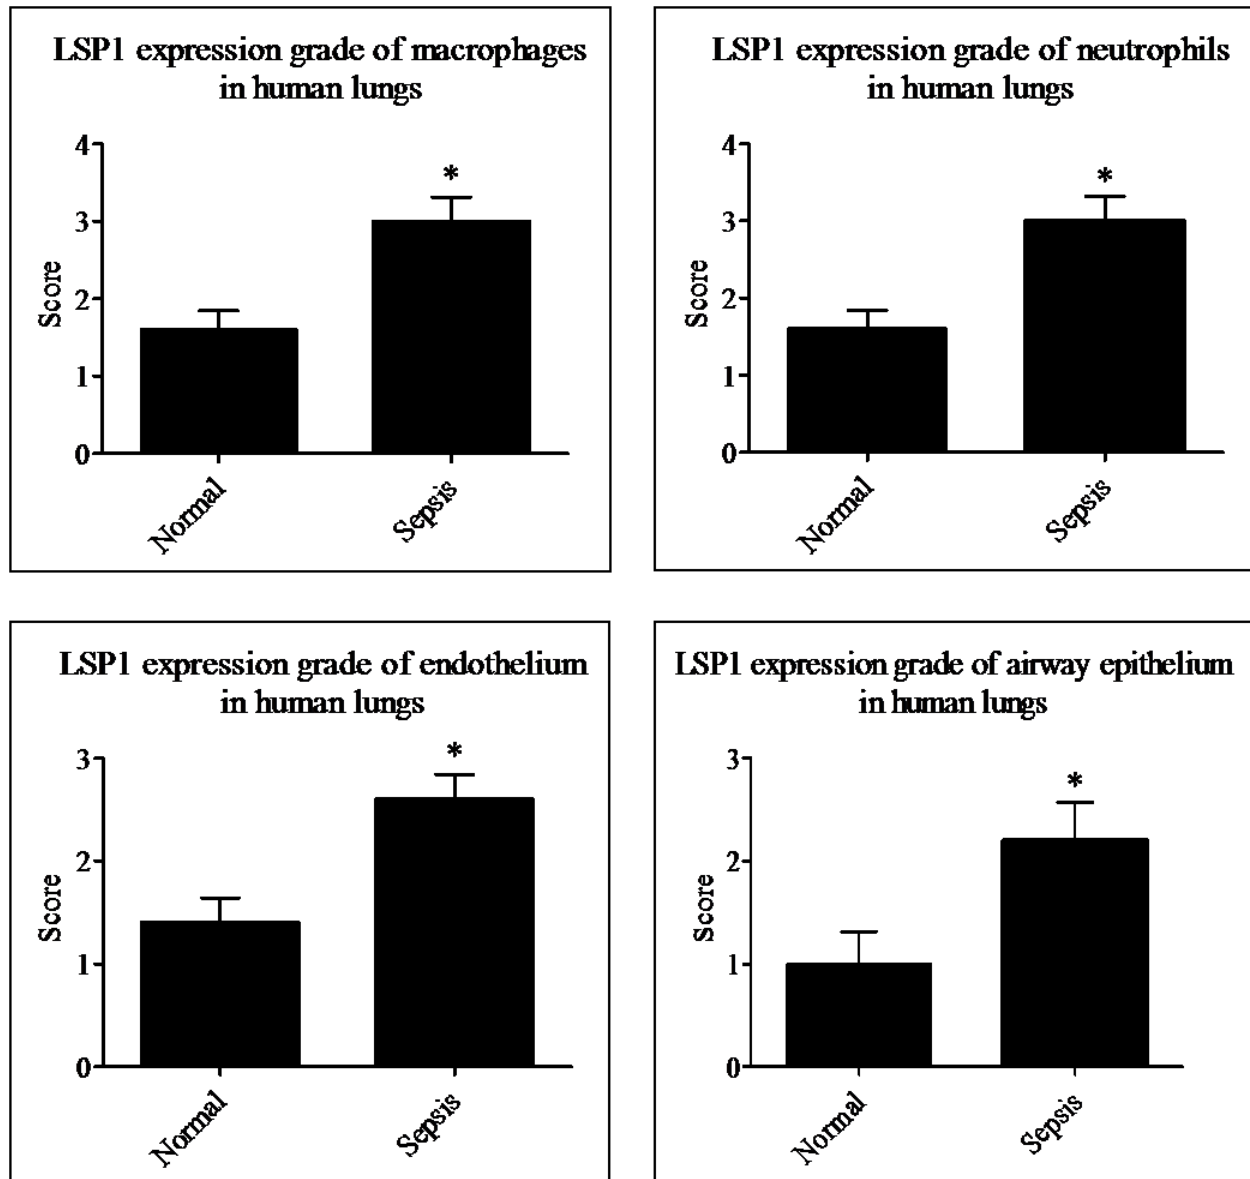 LSP1 expression grade of macrophages
in human lungs
4
3
2
1
0
Score
*
Normal
Sepsis
LSP1 expression grade of neutrophils
in human lungs
4
3
2
1
0
Score
*
Normal
Sepsis
LSP1 expression grade of endothelium
in human lungs
3
2
1
0
Score
*
Normal
Sepsis
LSP1 expression grade of airway epithelium
in human lungs
3
2
1
0
Score
*
Normal
Sepsis